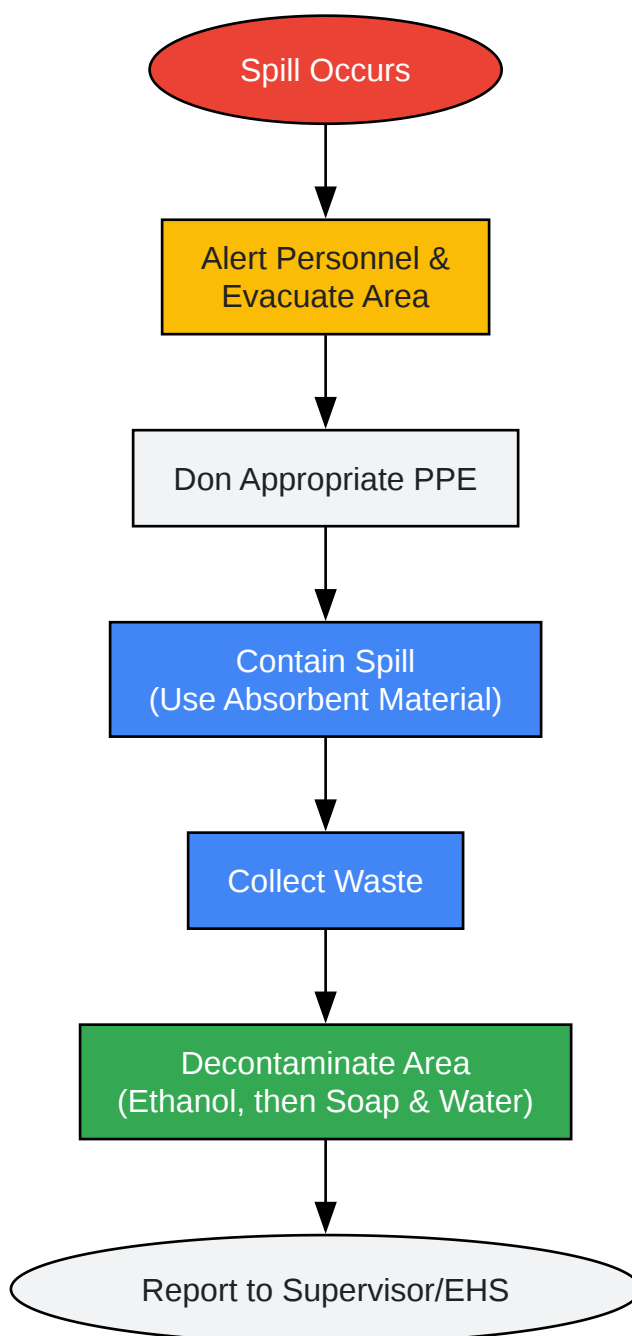 Spill Occurs
Alert Personnel &
Evacuate Area
Don Appropriate PPE
Contain Spill
(Use Absorbent Material)
Collect Waste
Decontaminate Area
(Ethanol, then Soap & Water)
Report to Supervisor/EHS